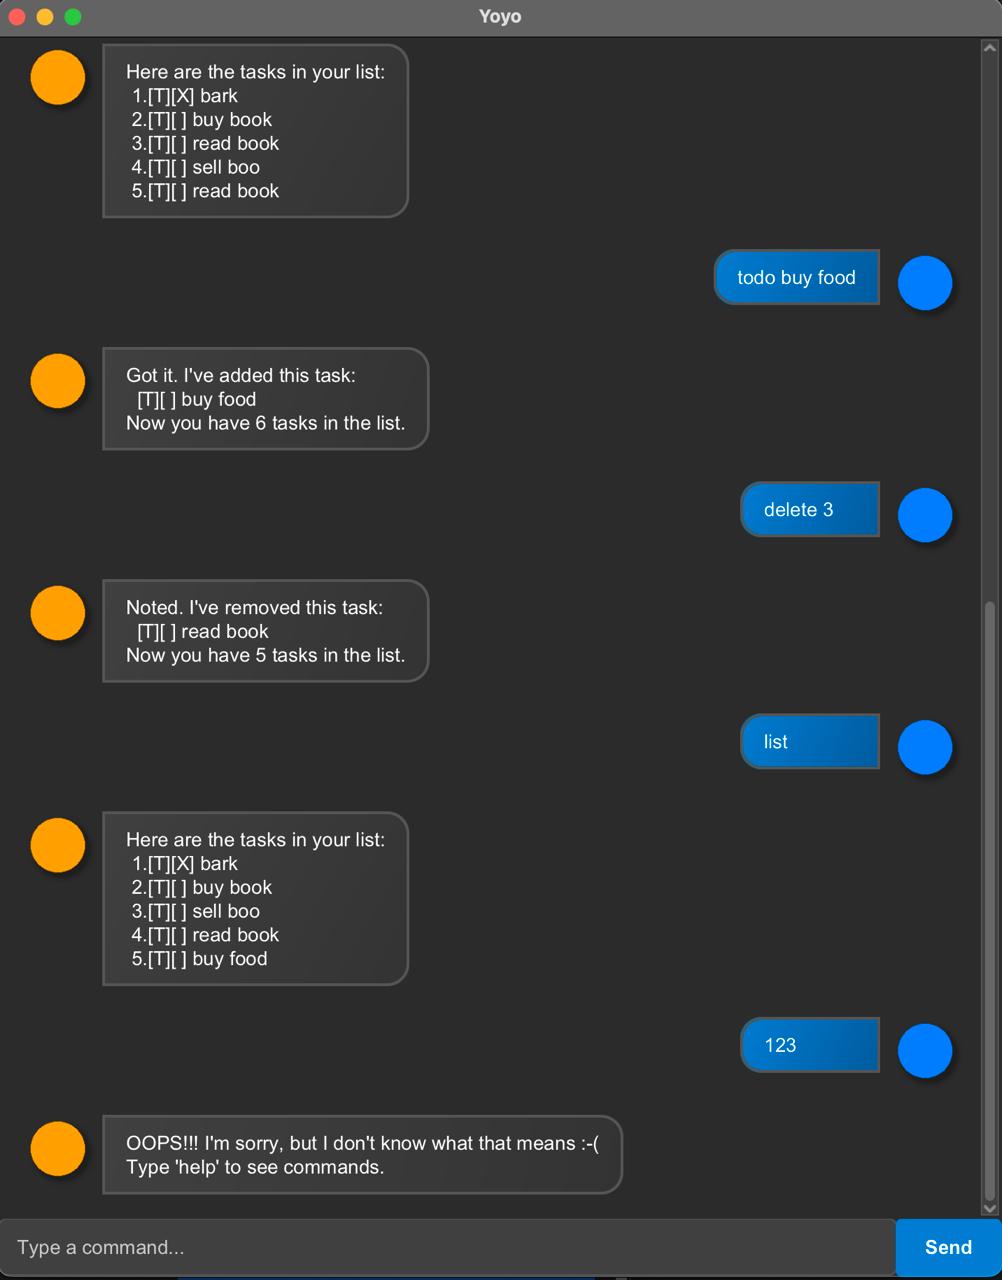 Yoyo
Here are the tasks in your list:
1.[T][X] bark
2.[T][ ] buy book
3.[T][ ] read book
4.[T][ ] sell boo
5.[T][ ] read book
todo buy food
Got it. I've added this task:
[T][ ] buy food
Now you have 6 tasks in the list.
delete 3
Noted. I've removed this task:
[T][ ] read book
Now you have 5 tasks in the list.
list
Here are the tasks in your list:
1.[T][X] bark
2.[T][ ] buy book
3.[T][ ] sell boo
4.[T][ ] read book
5.[T][ ] buy food
123
OOPS!!! I'm sorry, but I don't know what that means :-(
Type 'help' to see commands.
Type a command...
Send